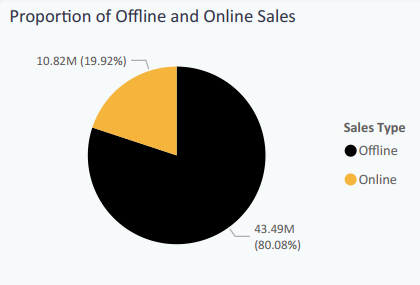 Proportion of Offline and Online Sales
10.82M (19.92%)
Sales Type
Offline
Online
43.49M
(80.08%)